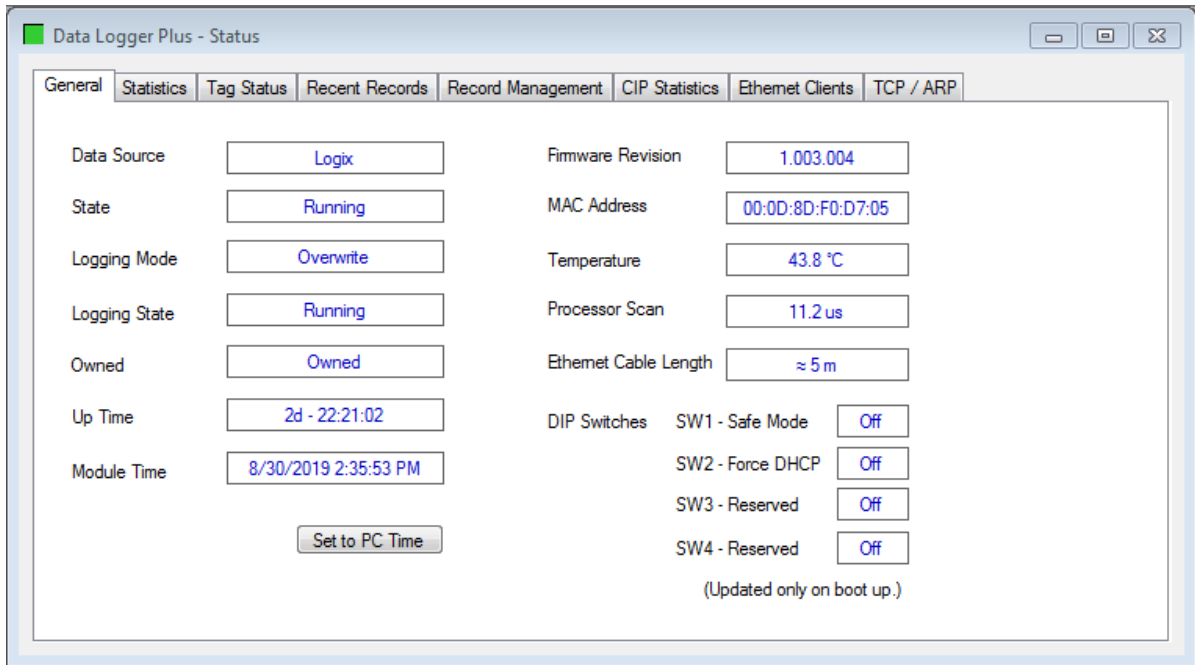 Data Logger Plus - Status
General Statistics Tag Status Recent Records Record Management CIP Statistics Ethernet Clients TCP / ARP
Data Source Logix
State Running
Logging Mode Overwrite
Logging State Running
Owned Owned
Up Time 2d - 22:21:02
Module Time 8/30/2019 2:35:53 PM
Set to PC Time
Firmware Revision 1.003.004
MAC Address 00:0D:8D:F0:D7:05
Temperature 43.8 °C
Processor Scan 11.2 us
Ethernet Cable Length ≈ 5 m
DIP Switches SW1 - Safe Mode Off
SW2 - Force DHCP Off
SW3 - Reserved Off
SW4 - Reserved Off
(Updated only on boot up.)